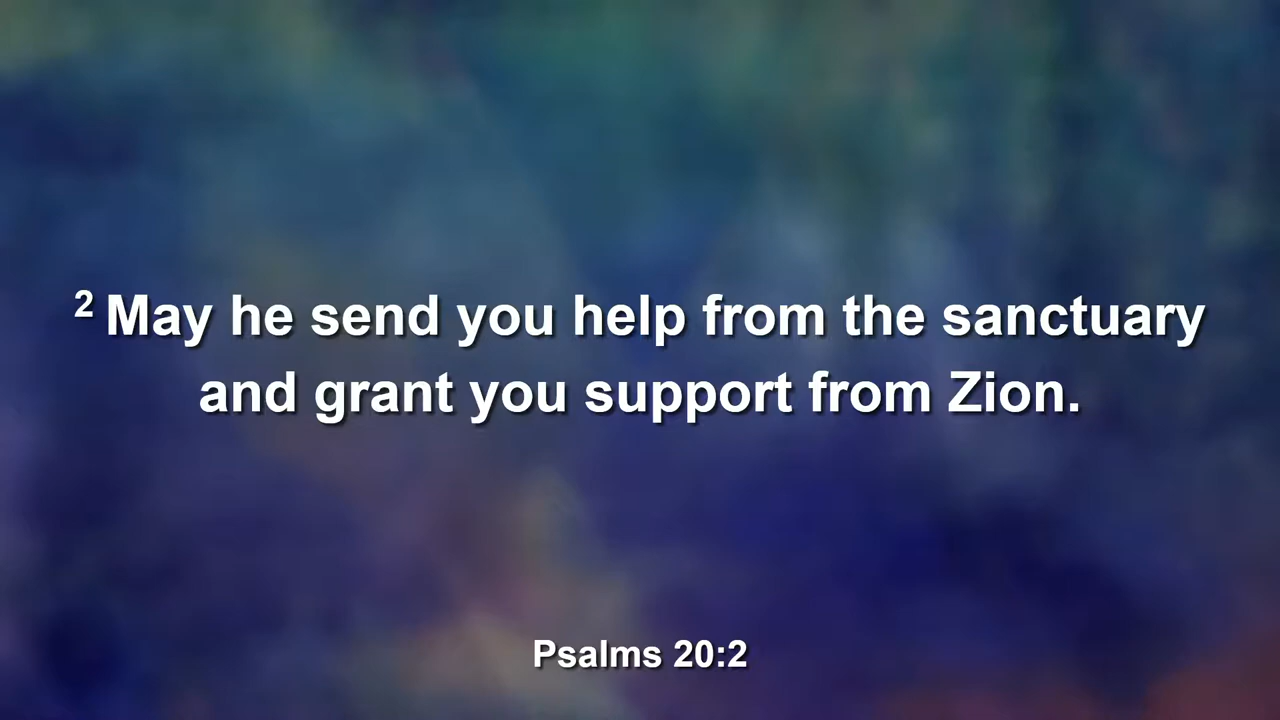 2 May he send you help from the sanctuary
and grant you support from Zion.
Psalms 20:2